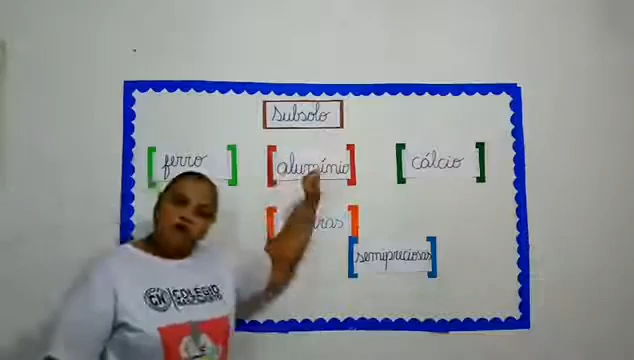 subsolo
ferro
alumínio
cálcio
semipreciosas
COLÉGIO